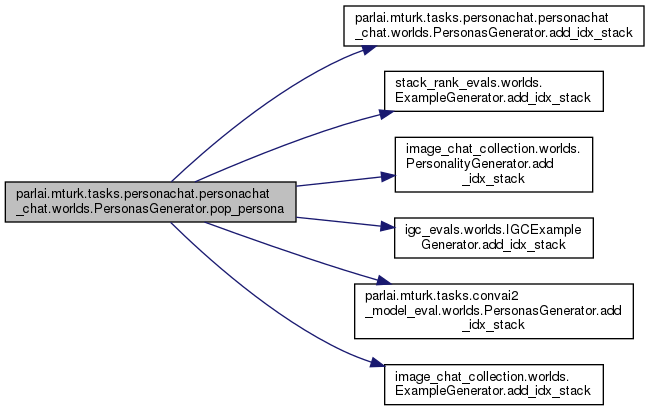 parlai.mturk.tasks.personachat.personachat
_chat.worlds.PersonasGenerator.pop_persona
parlai.mturk.tasks.personachat.personachat
_chat.worlds.PersonasGenerator.add_idx_stack
stack_rank_evals.worlds.
ExampleGenerator.add_idx_stack
image_chat_collection.worlds.
PersonalityGenerator.add
_idx_stack
igc_evals.worlds.IGCExample
Generator.add_idx_stack
parlai.mturk.tasks.convai2
_model_eval.worlds.PersonasGenerator.add
_idx_stack
image_chat_collection.worlds.
ExampleGenerator.add_idx_stack